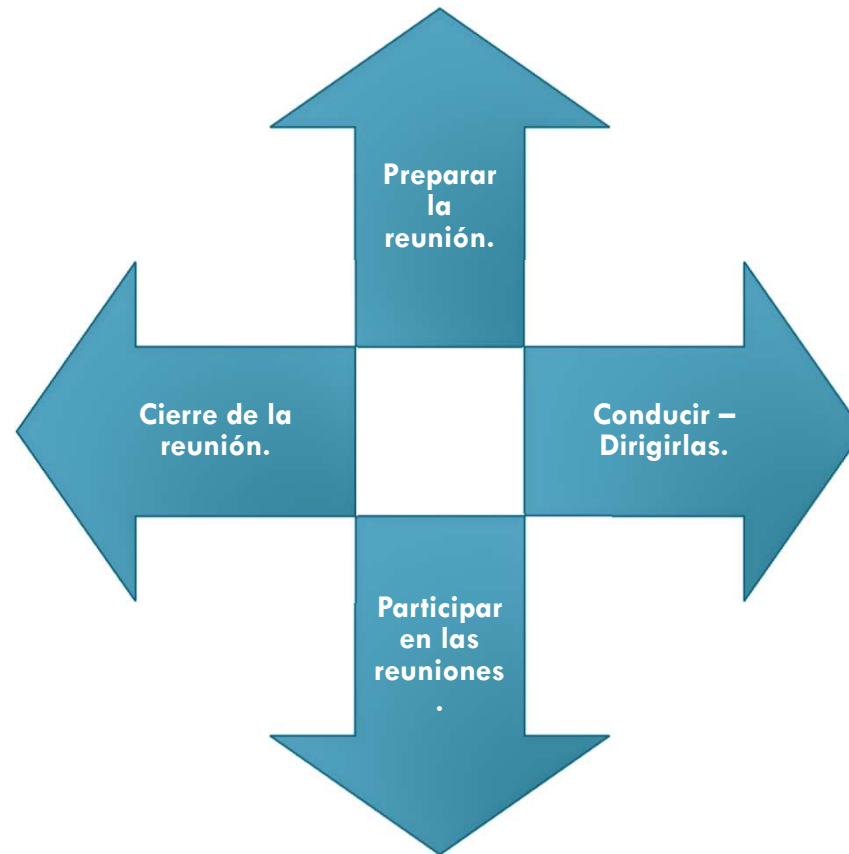 Preparar
la
reunión.
Cierre de la
reunión.
Conducir –
Dirigirlas.
Participar
en las
reuniones
.